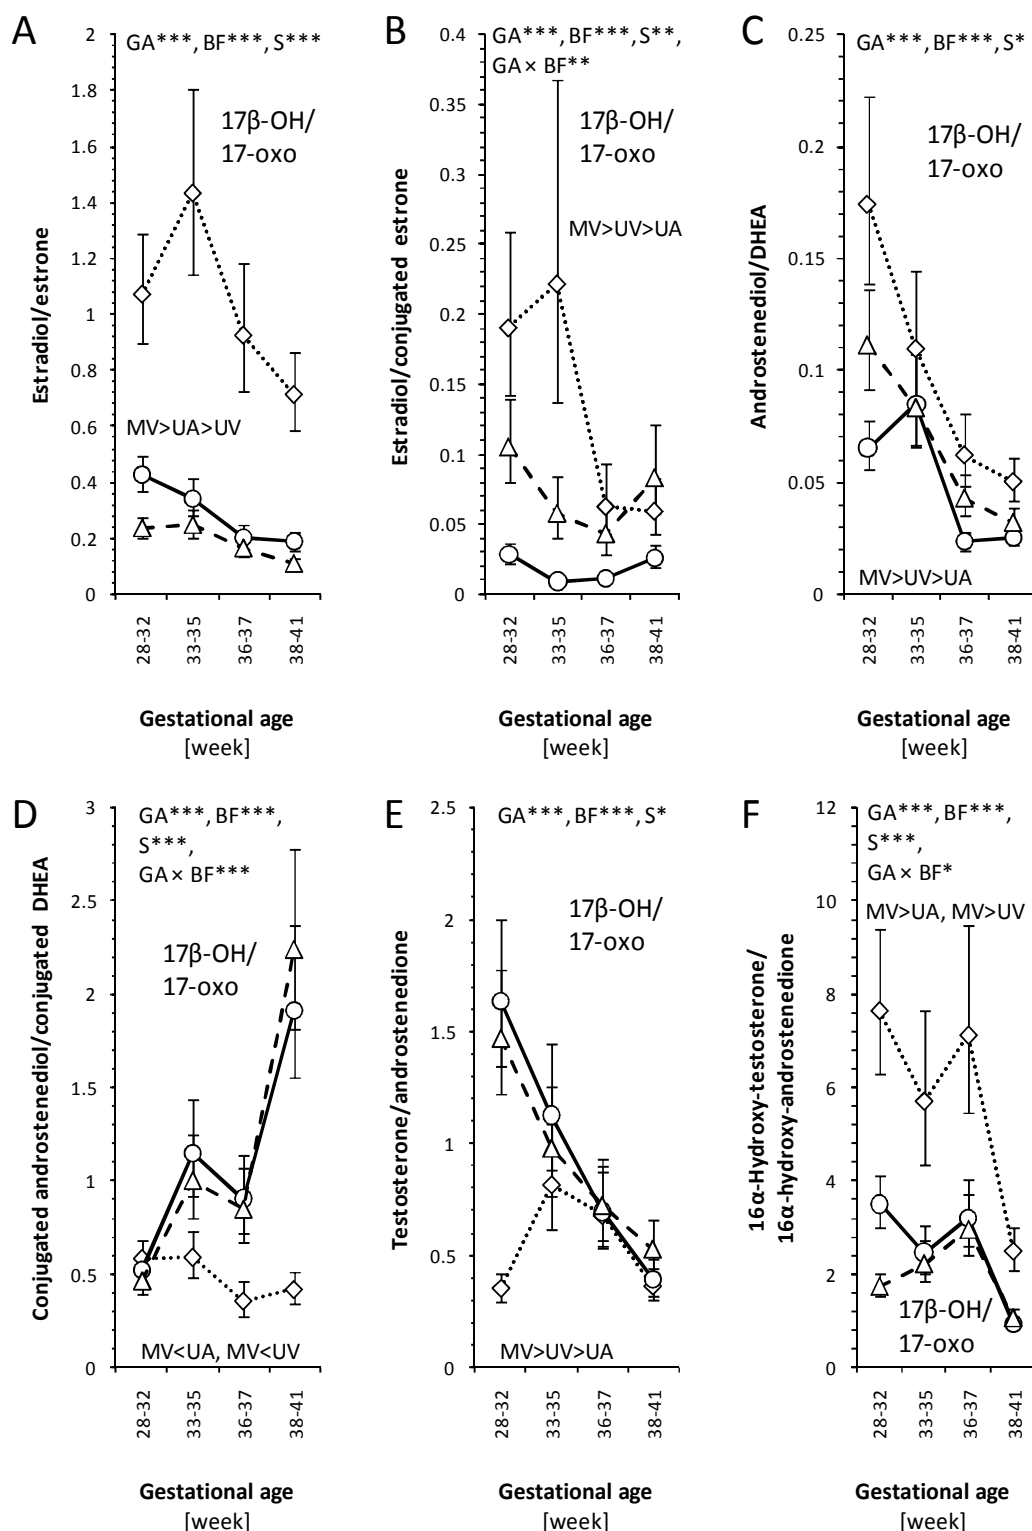 A
GA***, BF***, S***
17β-OH/
17-oxo
MV>UA>UV
Estradiol/estrone
2
1.8
1.6
1.4
1.2
1
0.8
0.6
0.4
0.2
0
28-32
33-35
36-37
38-41
Gestational age
[week]
B
GA***, BF***, S**,
GA × BF**
17β-OH/
17-oxo
MV>UV>UA
Estradiol/conjugated estrone
0.4
0.35
0.3
0.25
0.2
0.15
0.1
0.05
0
28-32
33-35
36-37
38-41
Gestational age
[week]
C
GA***, BF***, S*
17β-OH/
17-oxo
MV>UV>UA
Androstenediol/DHEA
0.25
0.2
0.15
0.1
0.05
0
28-32
33-35
36-37
38-41
Gestational age
[week]
D
GA***, BF***,
S***,
GA × BF***
17β-OH/
17-oxo
MV<UA, MV<UV
Conjugated androstenediol/conjugated DHEA
3
2.5
2
1.5
1
0.5
0
28-32
33-35
36-37
38-41
Gestational age
[week]
E
GA***, BF***, S*
17β-OH/
17-oxo
MV>UV>UA
Testosterone/androstenedione
2.5
2
1.5
1
0.5
0
28-32
33-35
36-37
38-41
Gestational age
[week]
F
GA***, BF***,
S***,
GA × BF*
MV>UA, MV>UV
17β-OH/
17-oxo
16α-Hydroxy-testosterone/
16α-hydroxy-androstenedione
12
10
8
6
4
2
0
28-32
33-35
36-37
38-41
Gestational age
[week]